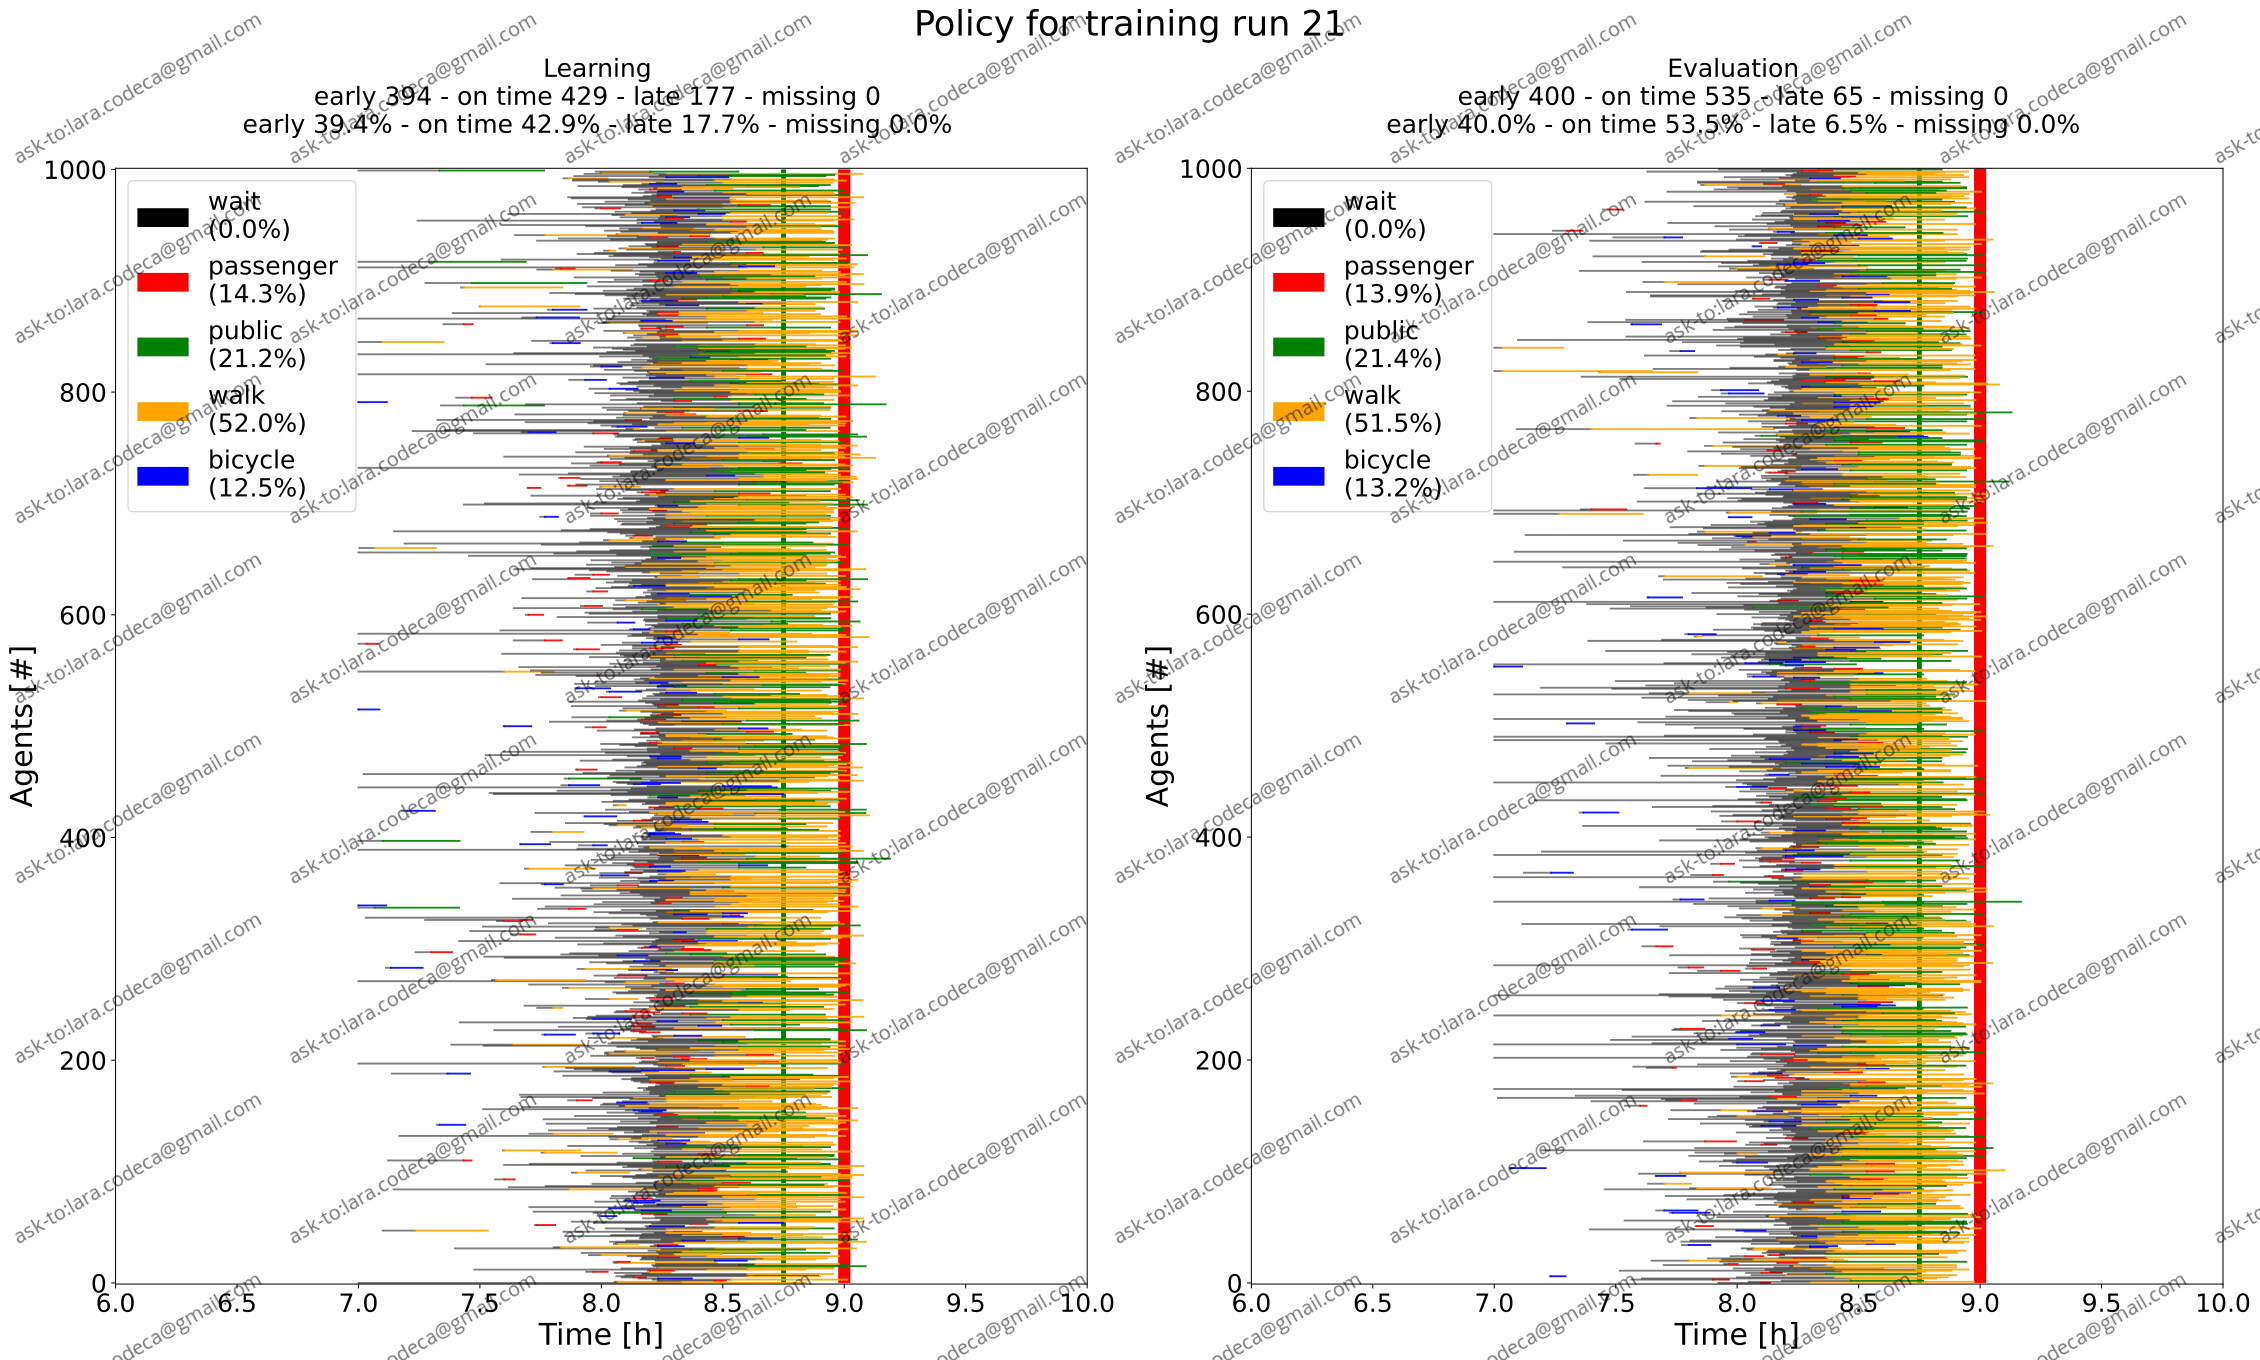 Policy for training run 21
Learning
early 394 - on time 429 - late 177 - missing 0
early 39.4% - on time 42.9% - late 17.7% - missing 0.0%
1000
800
600
400
200
0
Agents [#]
wait
(0.0%)
passenger
(14.3%)
public
(21.2%)
walk
(52.0%)
bicycle
(12.5%)
6.0 6.5 7.0 7.5 8.0 8.5 9.0 9.5 10.0
Time [h]
Evaluation
early 400 - on time 535 - late 65 - missing 0
early 40.0% - on time 53.5% - late 6.5% - missing 0.0%
1000
800
600
400
200
0
Agents [#]
wait
(0.0%)
passenger
(13.9%)
public
(21.4%)
walk
(51.5%)
bicycle
(13.2%)
6.0 6.5 7.0 7.5 8.0 8.5 9.0 9.5 10.0
Time [h]
ask-to:lara.codeca@gmail.com